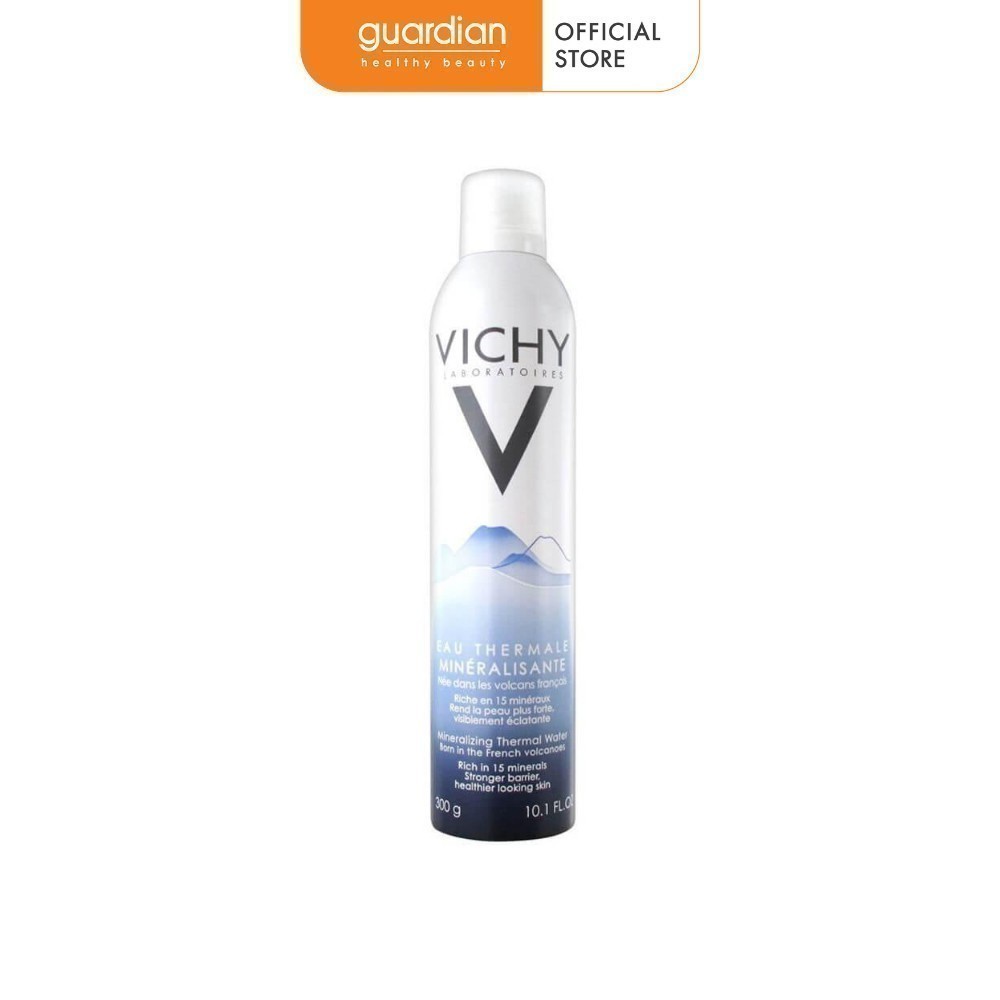 guardian
healthy beauty
OFFICIAL
STORE
VICHY
LABORATOIRES
V
EAU THERMALE
MINÉRALISANTE
Née dans les volcans français
Riche en 15 minéraux
Rend la peau plus forte,
visiblement éclatante
Mineralizing Thermal Water
Born in the French volcanoes
Rich in 15 minerals
Stronger barrier,
healthier looking skin
300 g 10.1 FL.OZ